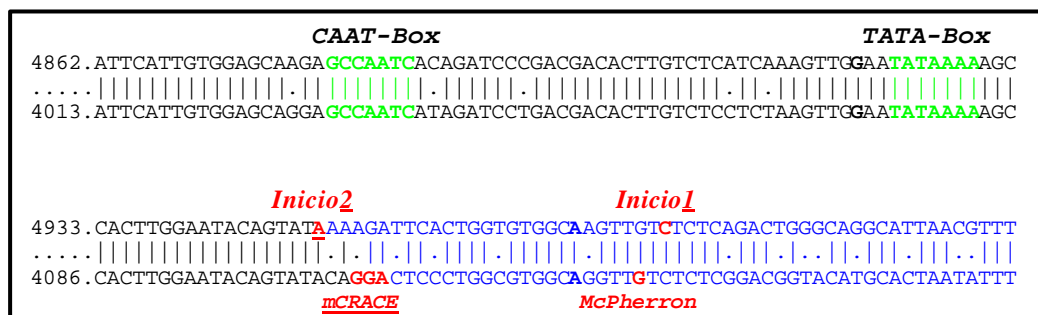 CAAT-Box TATA-Box
4862.ATTCATTGTGGAGCAAGAGCCAATCACAGATCCCGACGACACTTGTCTCATCAAAGTTGGAATATAAAAAGC
.....|||||||||||||||.||||||||||.||||||.|||||||||||||||.||.|||||||||||||||||||
4013.ATTCATTGTGGAGCAGGAGCCAATCATAGATCCTGACGACACTTGTCTCCTCTAAGTTGGAATATAAAAAGC
Inicio2 Inicio1
4933.CACTTGGAATACAGTATAAAAGATTCACTGGTGTGGCAAGTTGTCTCTCAGACTGGGCAGGCATTAACGTTT
.....||||||||||||||||||.|.||.||.||||.||||||.||||||||||.|||.|..||.|||.|||..|||
4086.CACTTGGAATACAGTATACAGGACTCCCTGGCGTGGCAGGTTGTCTCTCGGACGGTACATGCACTAATATTT
mCRACE McPherron